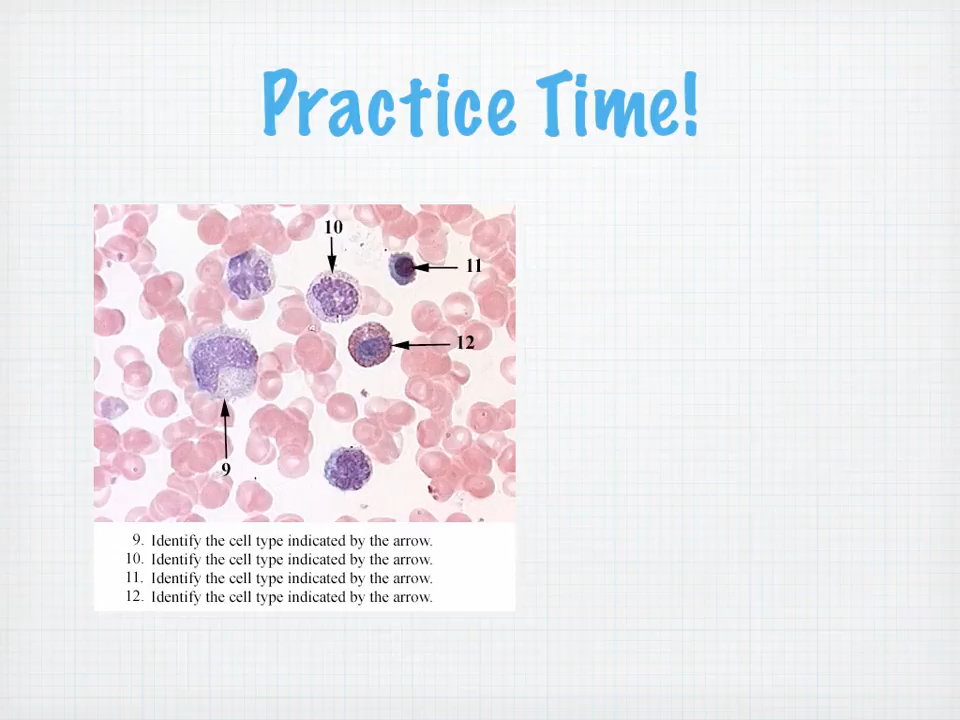 Practice Time!
10
11
12
9
9. Identify the cell type indicated by the arrow.
10. Identify the cell type indicated by the arrow.
11. Identify the cell type indicated by the arrow.
12. Identify the cell type indicated by the arrow.